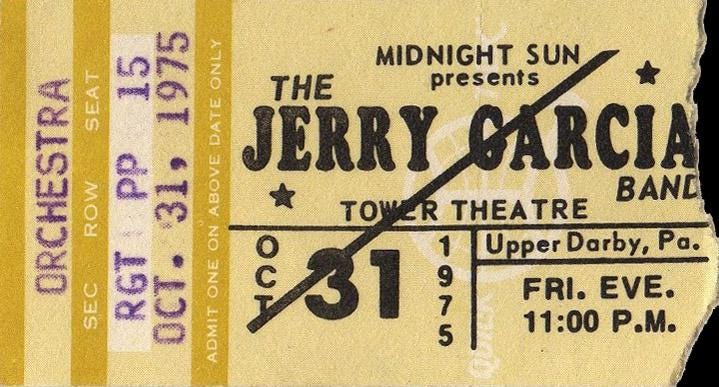 ORCHESTRA
SEC ROW SEAT
RGT PP 15
OCT. 31, 1975
ADMIT ONE ON ABOVE DATE ONLY
MIDNIGHT SUN
presents
THE
JERRY GARCIA
BAND
TOWER THEATRE
OCT 31 1975
Upper Darby, Pa.
FRI. EVE.
11:00 P.M.